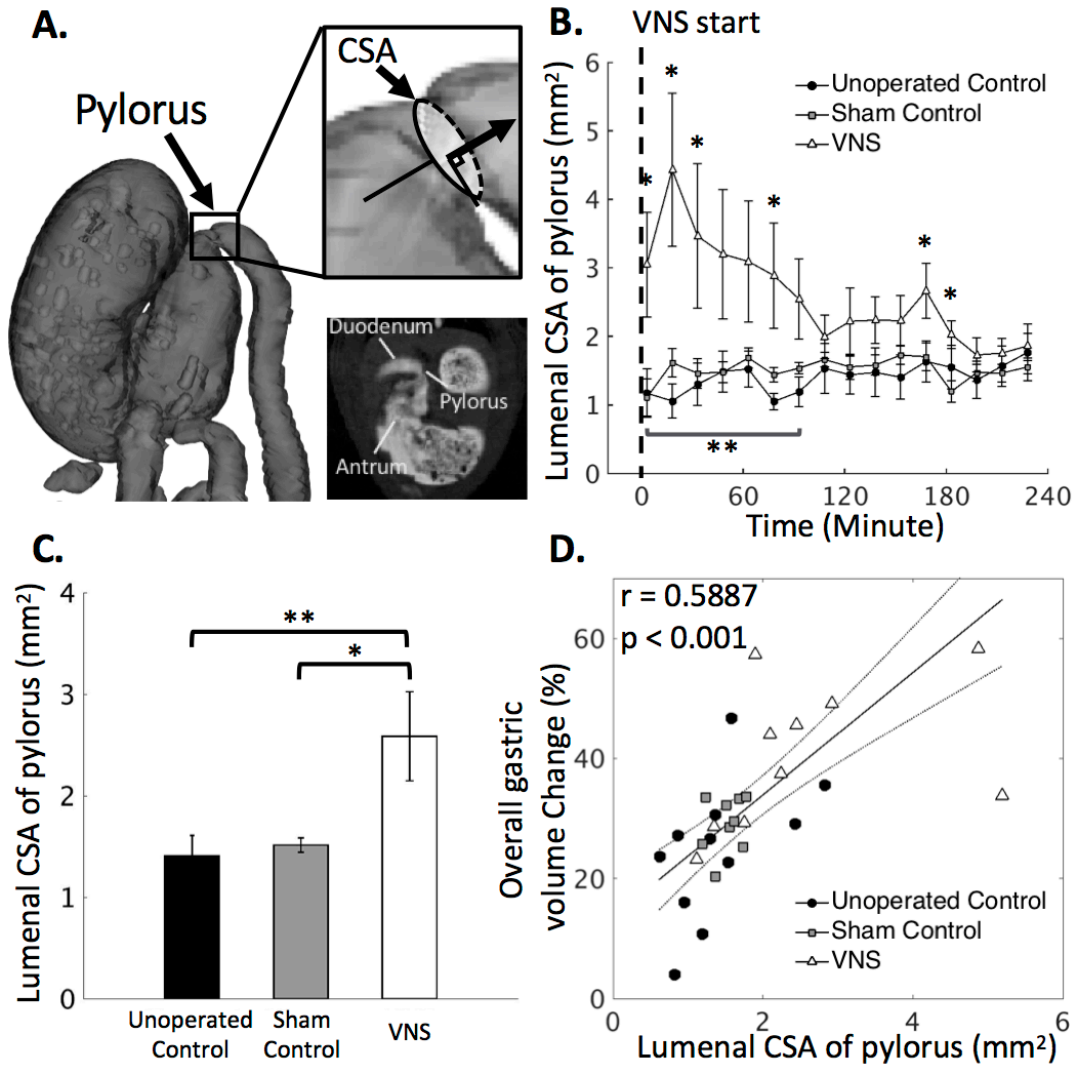 A.
Pylorus
CSA
Duodenum
Pylorus
Antrum
B.
VNS start
Lumenal CSA of pylorus (mm²)
6
5
4
3
2
1
0
* * * * * *
**
Unoperated Control
Sham Control
VNS
0 60 120 180 240
Time (Minute)
C.
Lumenal CSA of pylorus (mm²)
4
3
2
1
0
**
*
Unoperated
Control
Sham
Control
VNS
D.
Overall gastric
volume Change (%)
r = 0.5887
p < 0.001
60
40
20
0
Unoperated Control
Sham Control
VNS
0 2 4 6
Lumenal CSA of pylorus (mm²)